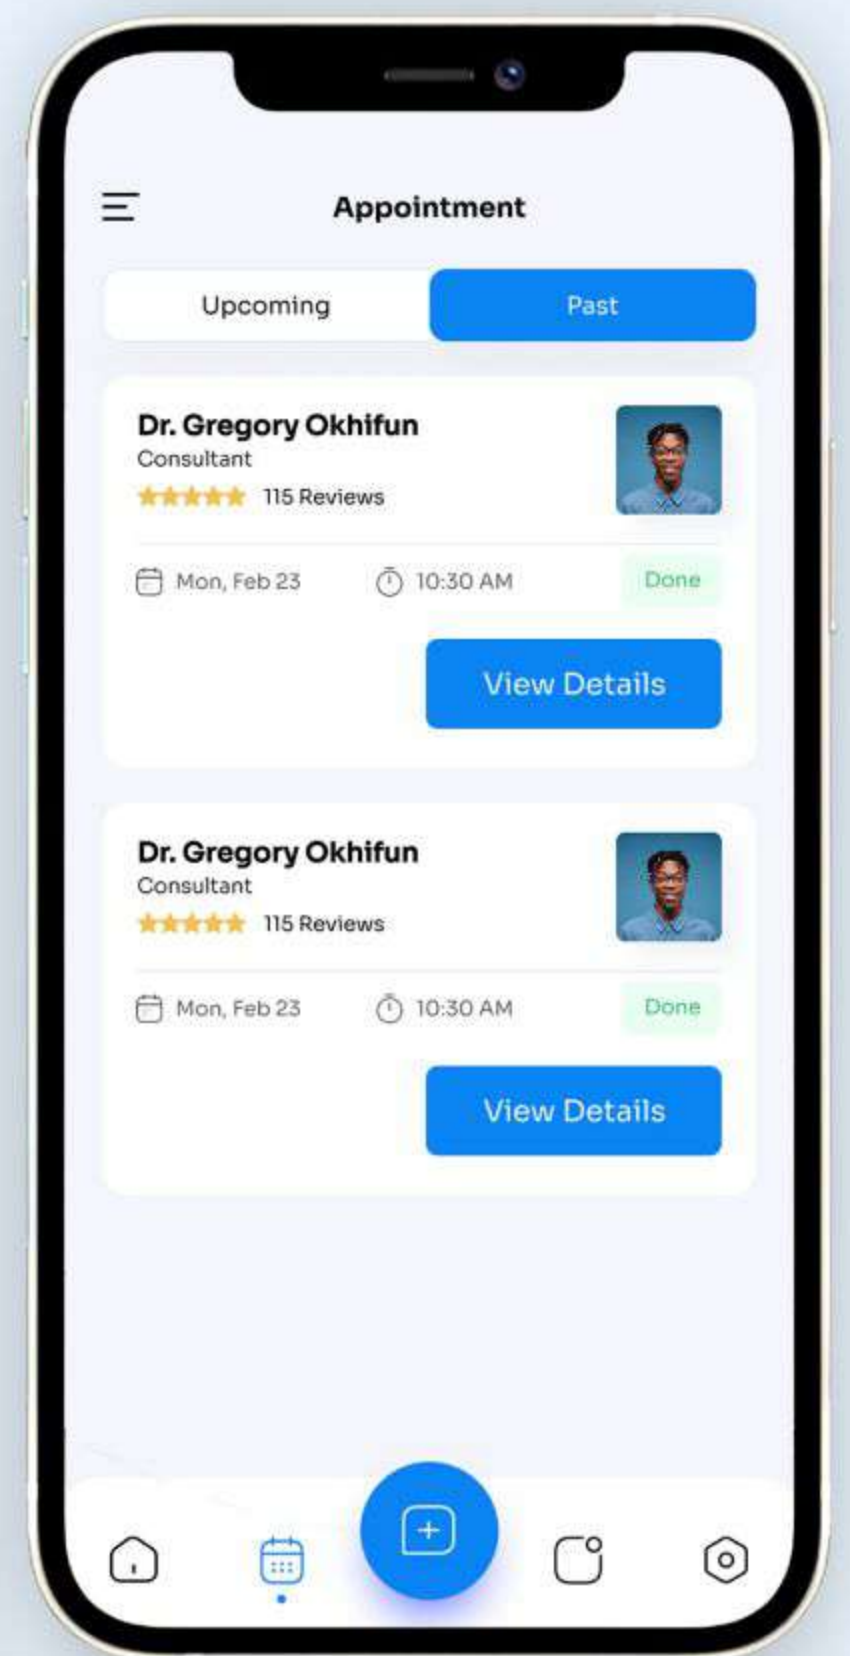 Appointment
Upcoming Past
Dr. Gregory Okhifun
Consultant
115 Reviews
Mon, Feb 23 10:30 AM Done
View Details
Dr. Gregory Okhifun
Consultant
115 Reviews
Mon, Feb 23 10:30 AM Done
View Details